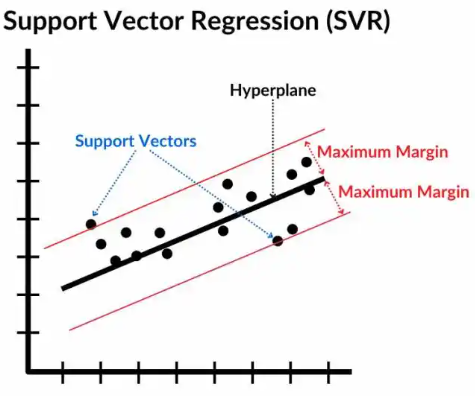 Support Vector Regression (SVR)
Hyperplane
Support Vectors
Maximum Margin
Maximum Margin